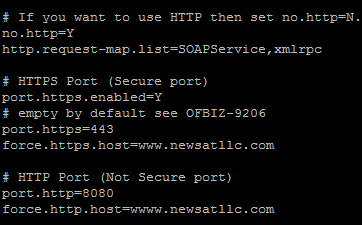 # If you want to use HTTP then set no.http=N.
no.http=Y
http.request-map.list=SOAPService,xmlrpc
# HTTPS Port (Secure port)
port.https.enabled=Y
# empty by default see OFBIZ-9206
port.https=443
force.https.host=www.newsatllc.com
# HTTP Port (Not Secure port)
port.http=8080
force.http.host=wwww.newsatllc.com